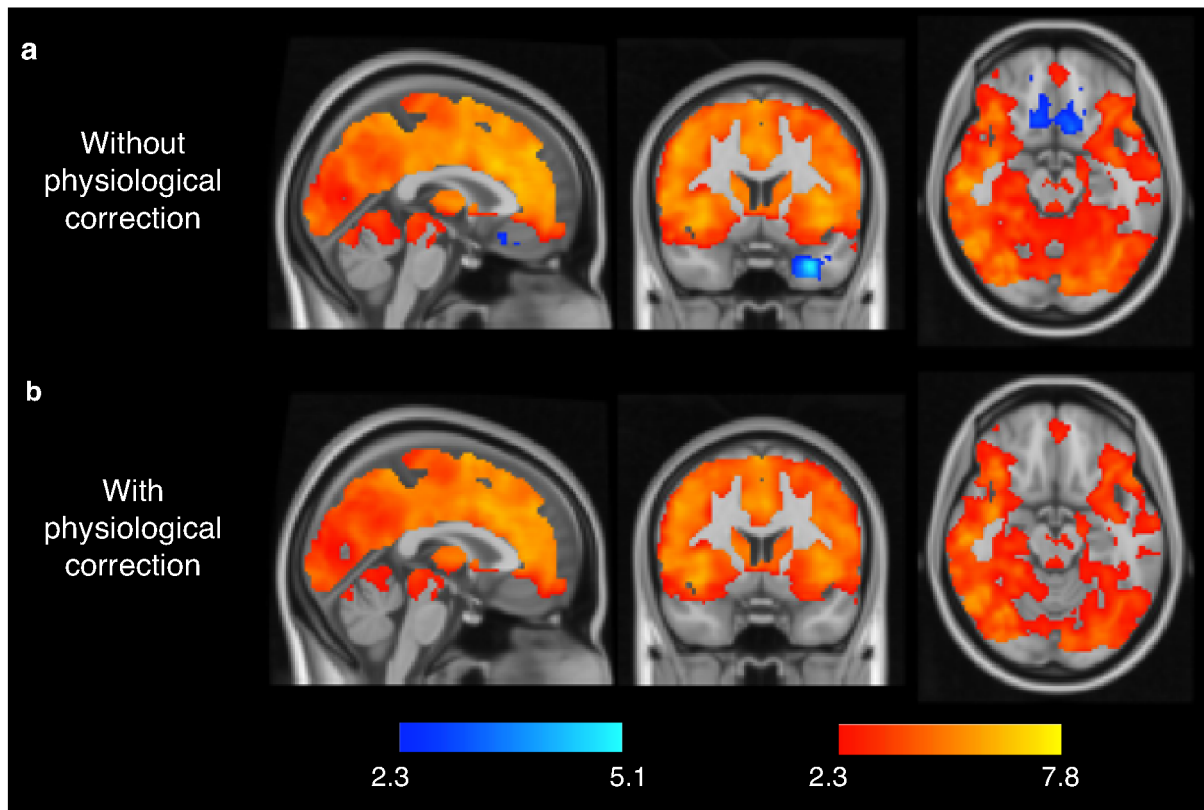 a
Without
physiological
correction
b
With
physiological
correction
2.3 5.1 2.3 7.8